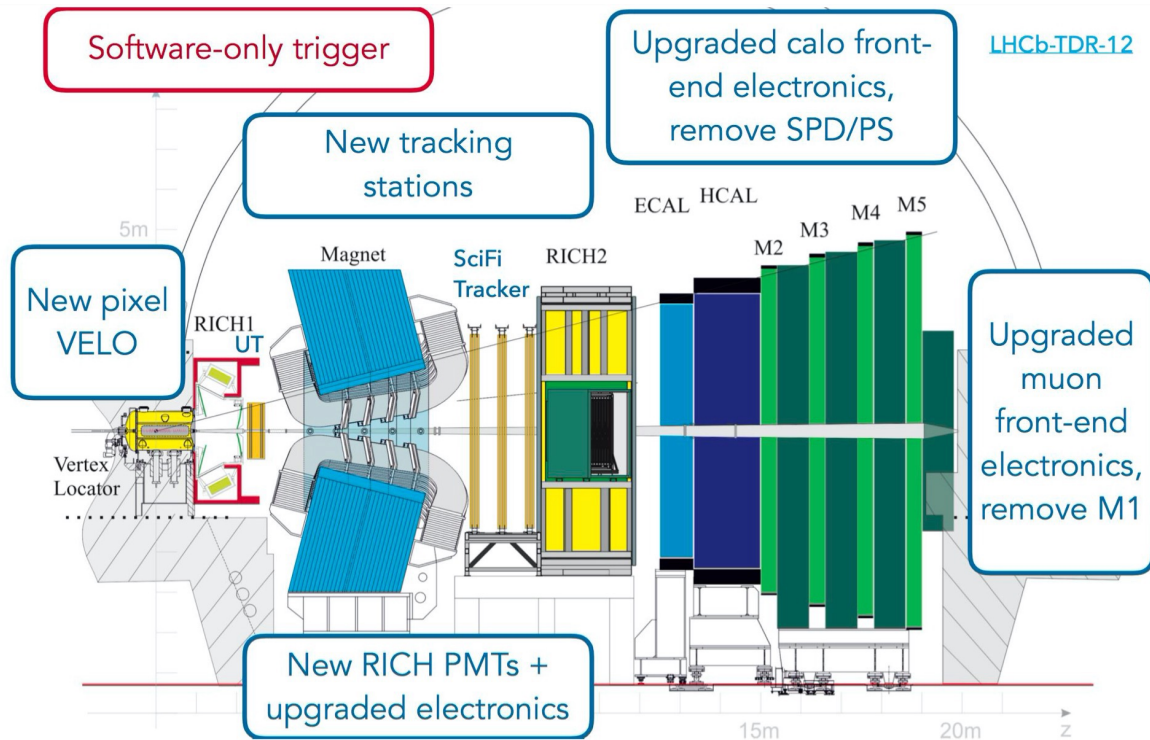 Software-only trigger
Upgraded calo front-
end electronics,
remove SPD/PS
LHCb-TDR-12
New tracking
stations
ECAL
HCAL
M2
M3
M4
M5
5m
Magnet
SciFi
Tracker
RICH2
New pixel
VELO
RICH1
UT
Upgraded
muon
front-end
electronics,
remove M1
Vertex
Locator
New RICH PMTs +
upgraded electronics
15m
20m
z